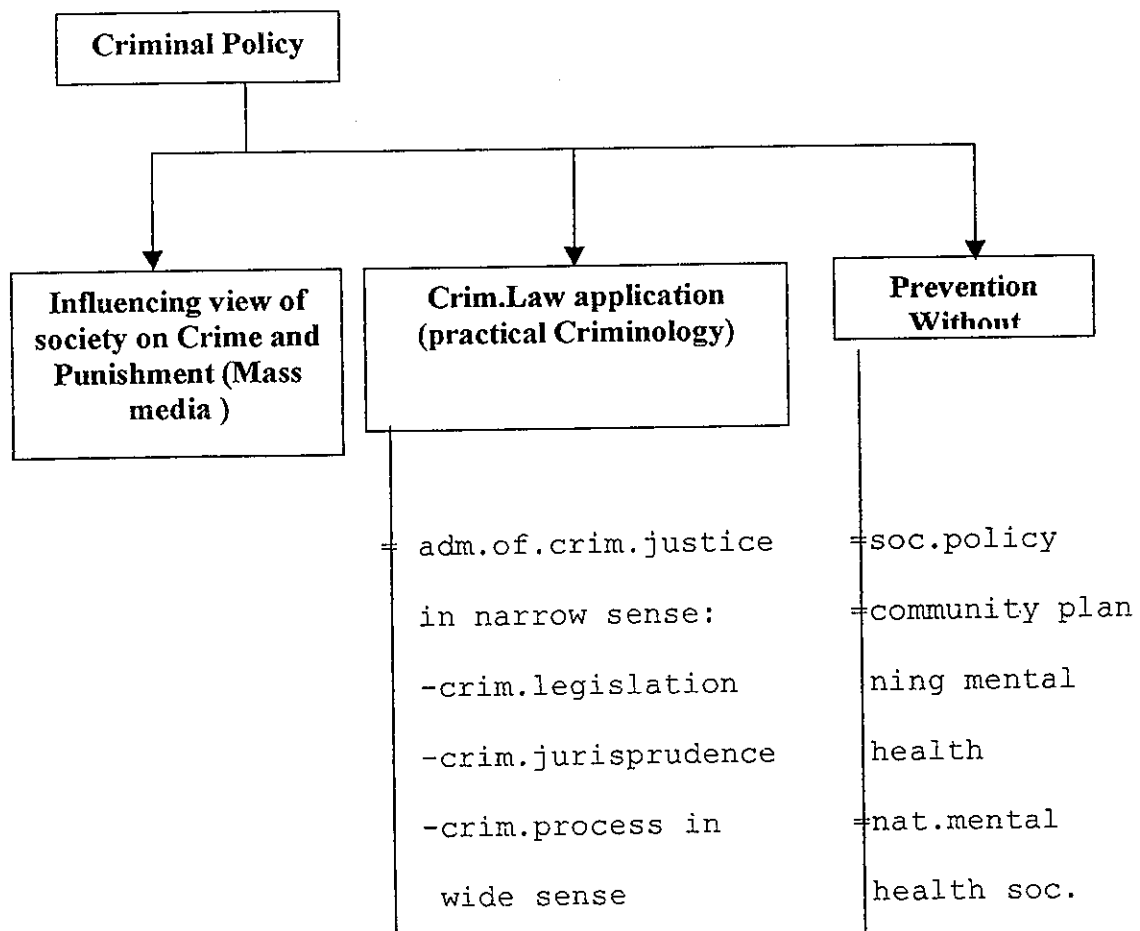 Criminal Policy
Influencing view of
society on Crime and
Punishment (Mass
media )
Crim.Law application
(practical Criminology)
Prevention
Without
= adm.of.crim.justice
in narrow sense:
-crim.legislation
-crim.jurisprudence
-crim.process in
wide sense
=soc.policy
=community plan
ning mental
health
=nat.mental
health soc.